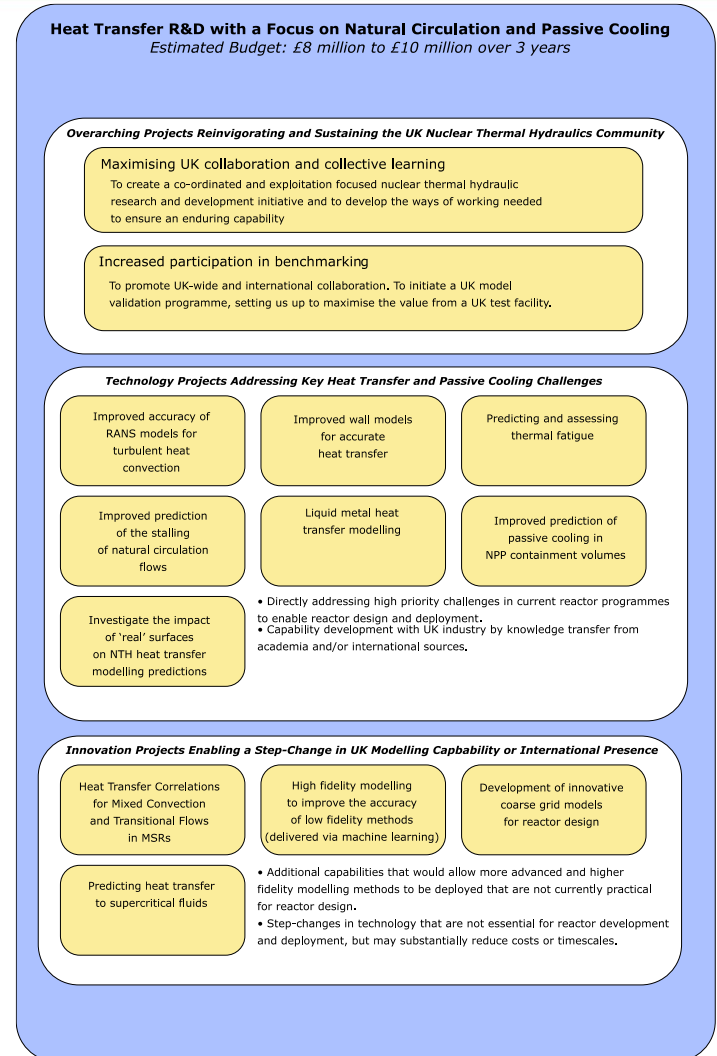 Heat Transfer R&D with a Focus on Natural Circulation and Passive Cooling
Estimated Budget: £8 million to £10 million over 3 years
Overarching Projects Reinvigorating and Sustaining the UK Nuclear Thermal Hydraulics Community
Maximising UK collaboration and collective learning
To create a co-ordinated and exploitation focused nuclear thermal hydraulic
research and development initiative and to develop the ways of working needed
to ensure an enduring capability
Increased participation in benchmarking
To promote UK-wide and international collaboration. To initiate a UK model
validation programme, setting us up to maximise the value from a UK test facility.
Technology Projects Addressing Key Heat Transfer and Passive Cooling Challenges
Improved accuracy of
RANS models for
turbulent heat
convection
Improved wall models
for accurate
heat transfer
Predicting and assessing
thermal fatigue
Improved prediction
of the stalling
of natural circulation
flows
Liquid metal heat
transfer modelling
Improved prediction of
passive cooling in
NPP containment volumes
Investigate the impact
of ‘real’ surfaces
on NTH heat transfer
modelling predictions
• Directly addressing high priority challenges in current reactor programmes
to enable reactor design and deployment.
• Capability development with UK industry by knowledge transfer from
academia and/or international sources.
Innovation Projects Enabling a Step-Change in UK Modelling Capbability or International Presence
Heat Transfer Correlations
for Mixed Convection
and Transitional Flows
in MSRs
High fidelity modelling
to improve the accuracy
of low fidelity methods
(delivered via machine learning)
Development of innovative
coarse grid models
for reactor design
Predicting heat transfer
to supercritical fluids
• Additional capabilities that would allow more advanced and higher
fidelity modelling methods to be deployed that are not currently practical
for reactor design.
• Step-changes in technology that are not essential for reactor development
and deployment, but may substantially reduce costs or timescales.